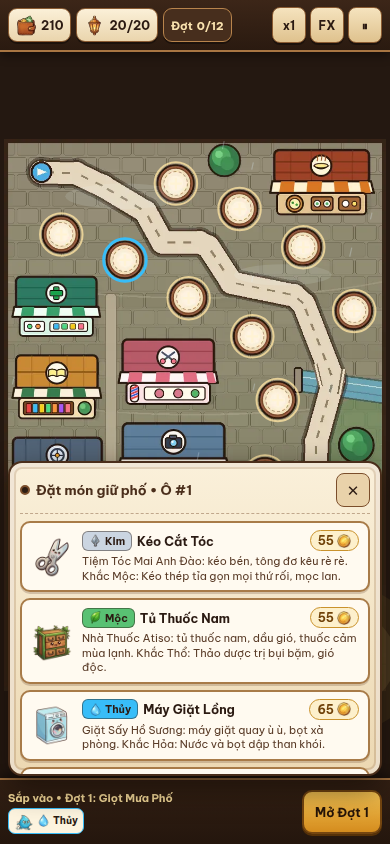 210
20/20
Đợt 0/12
x1
FX
Đặt món giữ phố • Ô #1
×
Kim
Kéo Cắt Tóc
55
Tiệm Tóc Mai Anh Đào: kéo bén, tông đơ kêu rè rè.
Khắc Mộc: Kéo thép tỉa gọn mọi thứ rối, mọc lan.
Mộc
Tủ Thuốc Nam
55
Nhà Thuốc Atiso: tủ thuốc nam, dầu gió, thuốc cảm
mùa lạnh. Khắc Thổ: Thảo dược trị bụi bặm, gió
độc.
Thủy
Máy Giặt Lồng
65
Giặt Sấy Hồ Sương: máy giặt quay ù ù, bọt xà
phòng. Khắc Hỏa: Nước và bọt dập than khói.
Sắp vào • Đợt 1: Giọt Mưa Phố
Thủy
Mở Đợt 1